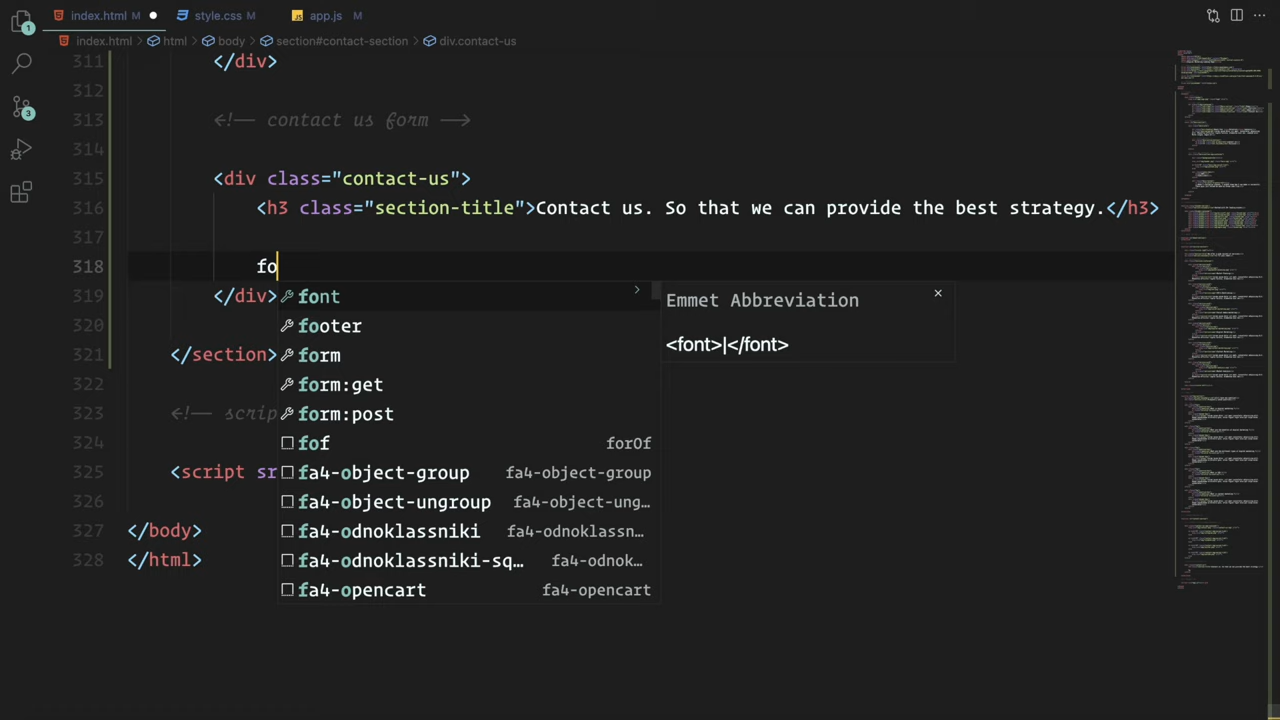 index.html M
style.css M
app.js M
index.html > html > body > section#contact-section > div.contact-us
311 </div>
312
313 <!-- contact us form -->
314
315 <div class="contact-us">
316 <h3 class="section-title">Contact us. So that we can provide the best strategy.</h3>
317
318 fo
319 </div>
320
321 </section>
322
323 <!-- scrip
324
325 <script sr
326
327 </body>
328 </html>
font
footer
form
form:get
form:post
fof forOf
fa4-object-group fa4-object-group
fa4-object-ungroup fa4-object-ung...
fa4-odnoklassniki fa4-odnoklassn...
fa4-odnoklassniki-sq... fa4-odnok...
fa4-opencart fa4-opencart
Emmet Abbreviation
<font>|</font>
1
3